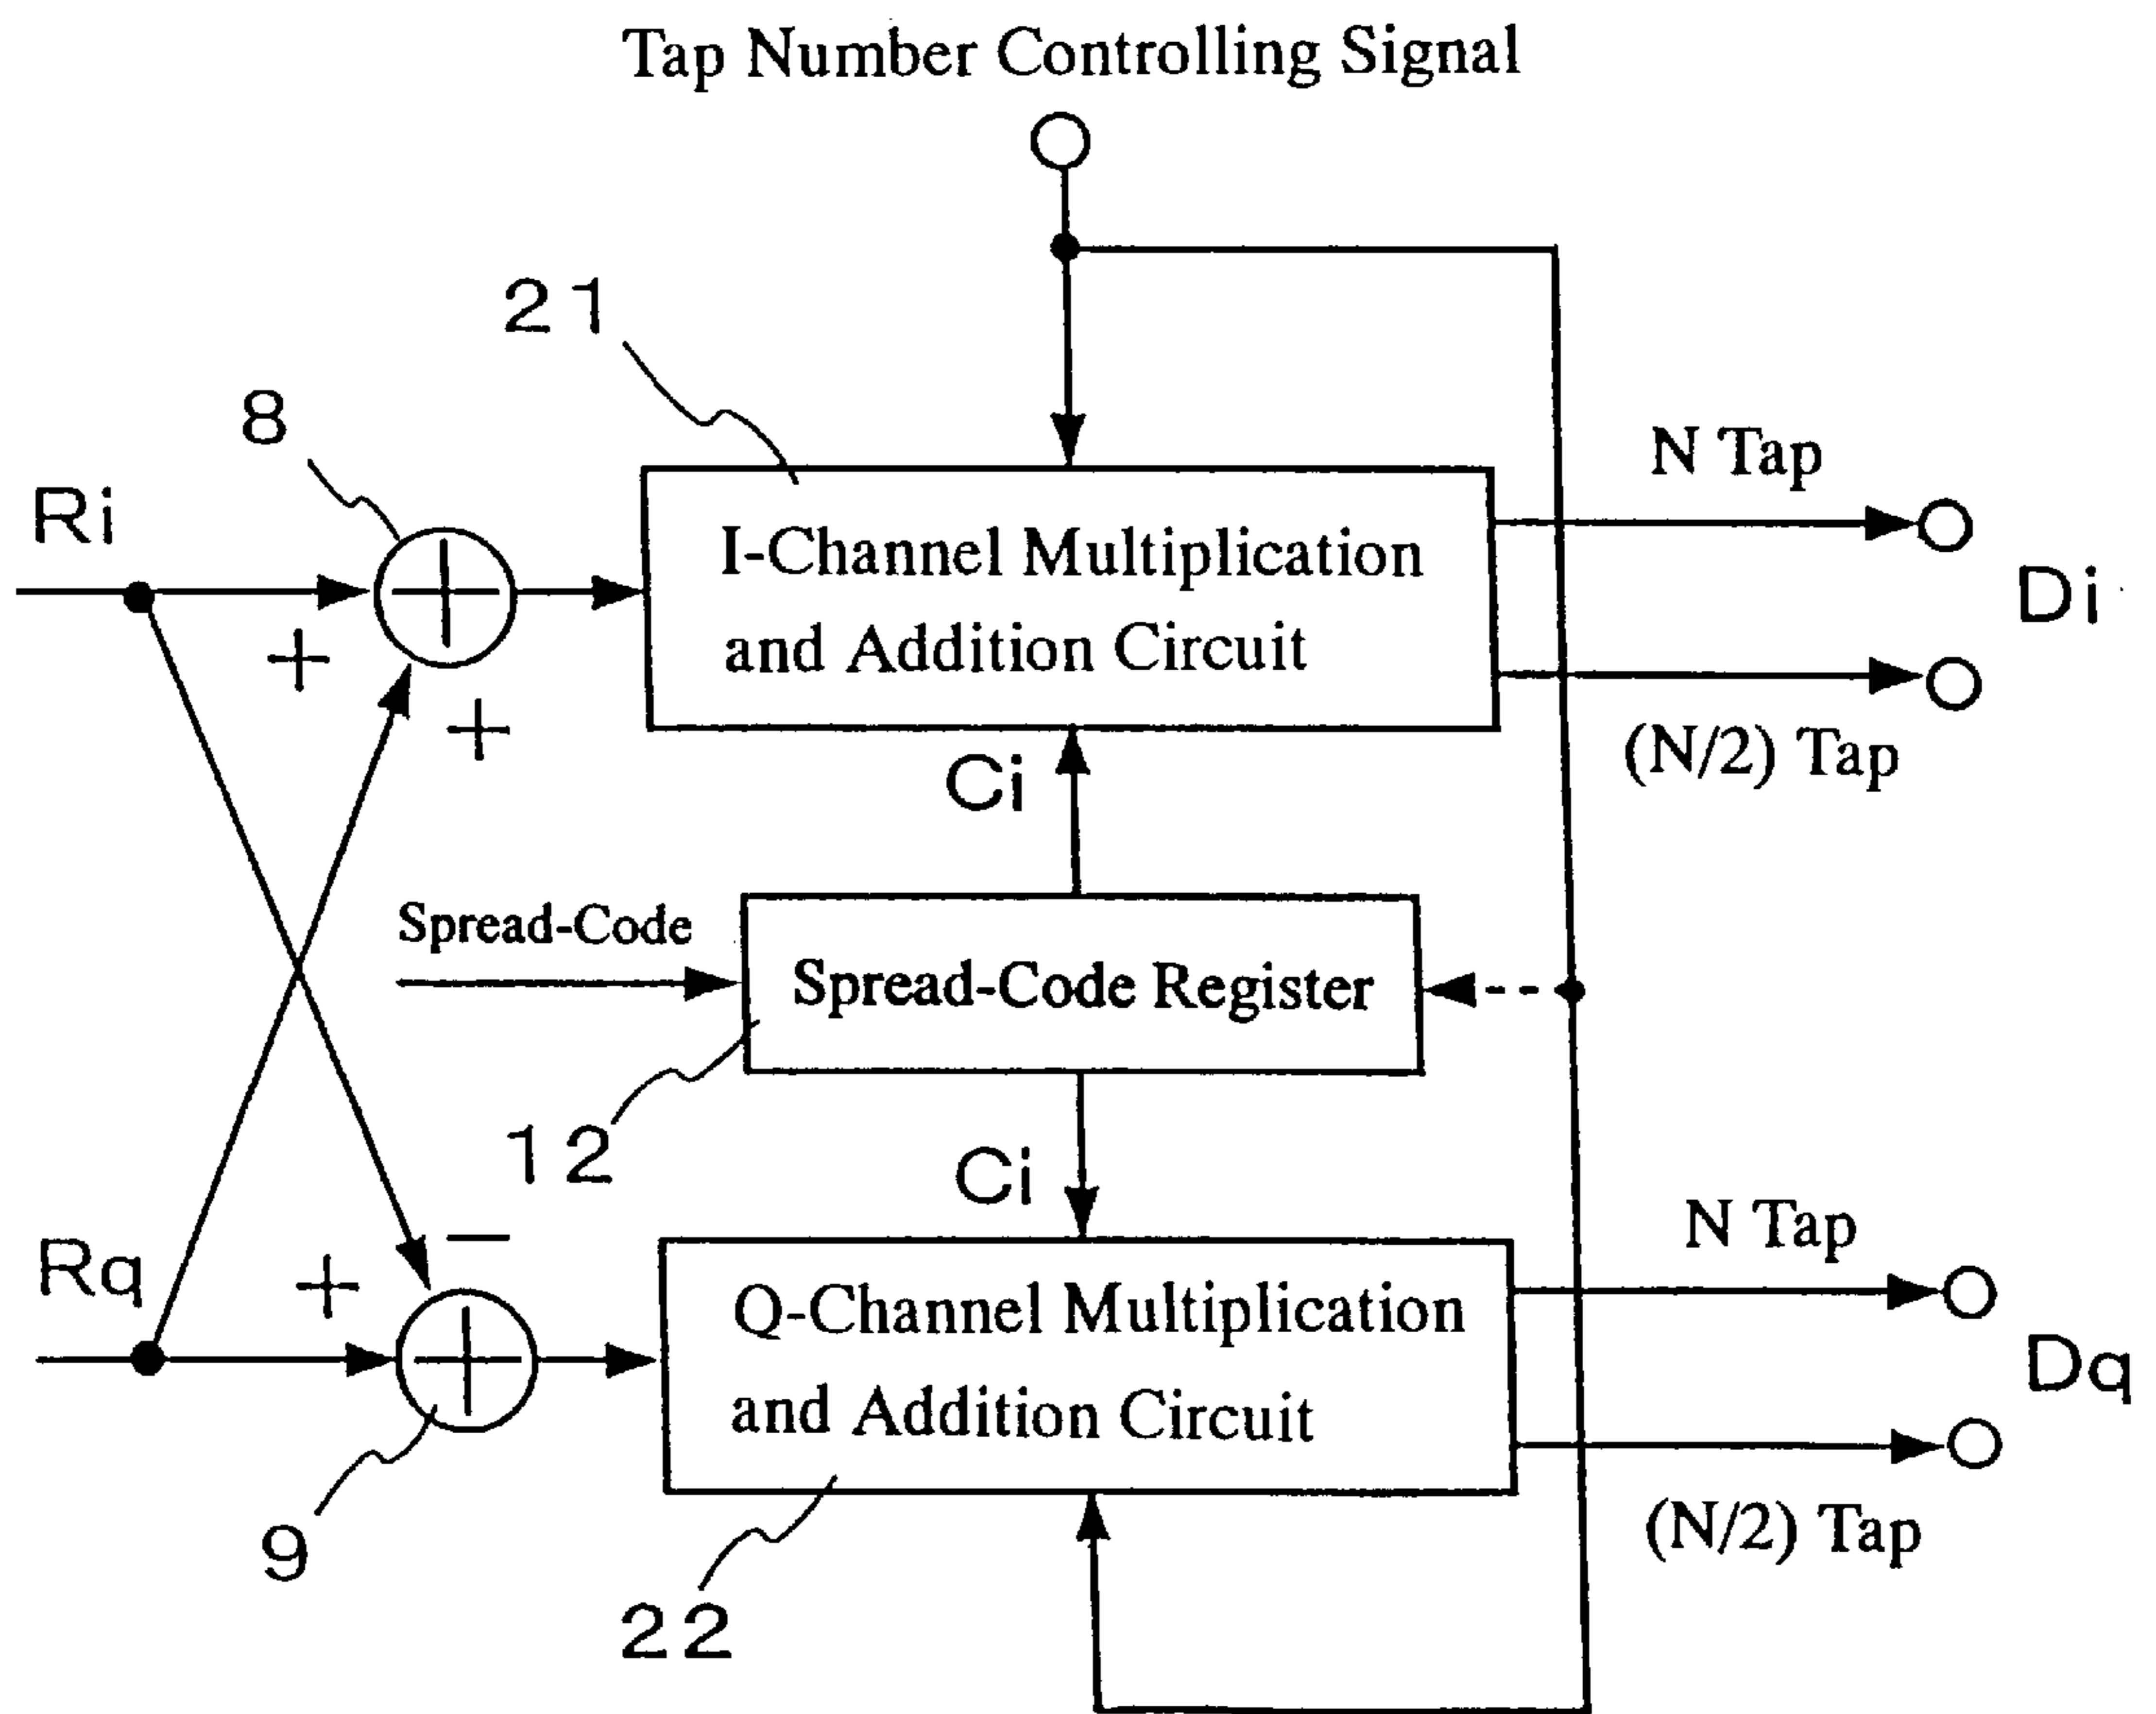 Tap Number Controlling Signal
21
8
N Tap
Ri
I-Channel Multiplication
and Addition Circuit
Di
+
+
(N/2) Tap
Ci
Spread-Code
Spread-Code Register
12
Ci
N Tap
−
Rq
+
Q-Channel Multiplication
and Addition Circuit
Dq
9
(N/2) Tap
22